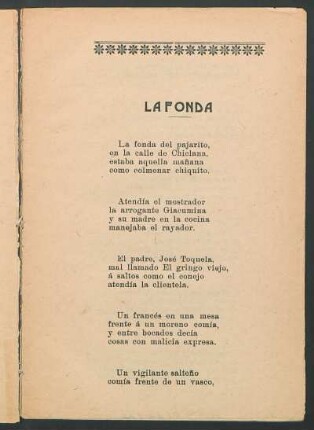 LA FONDA
La fonda del pajarito,
en la calle de Chiclana,
estaba aquella mañana
como colmenar chiquito.
Atendía el mostrador
la arrogante Giacumina
y su madre en la cocina
manejaba el rayador.
El padre, José Toquela,
mal llamado El gringo viejo,
á saltos como el conejo
atendía la clientela.
Un francés en una mesa
frente á un moreno comía,
y entre bocados decía
cosas con malicia expresa.
Un vigilante salteño
comía frente de un vasco,